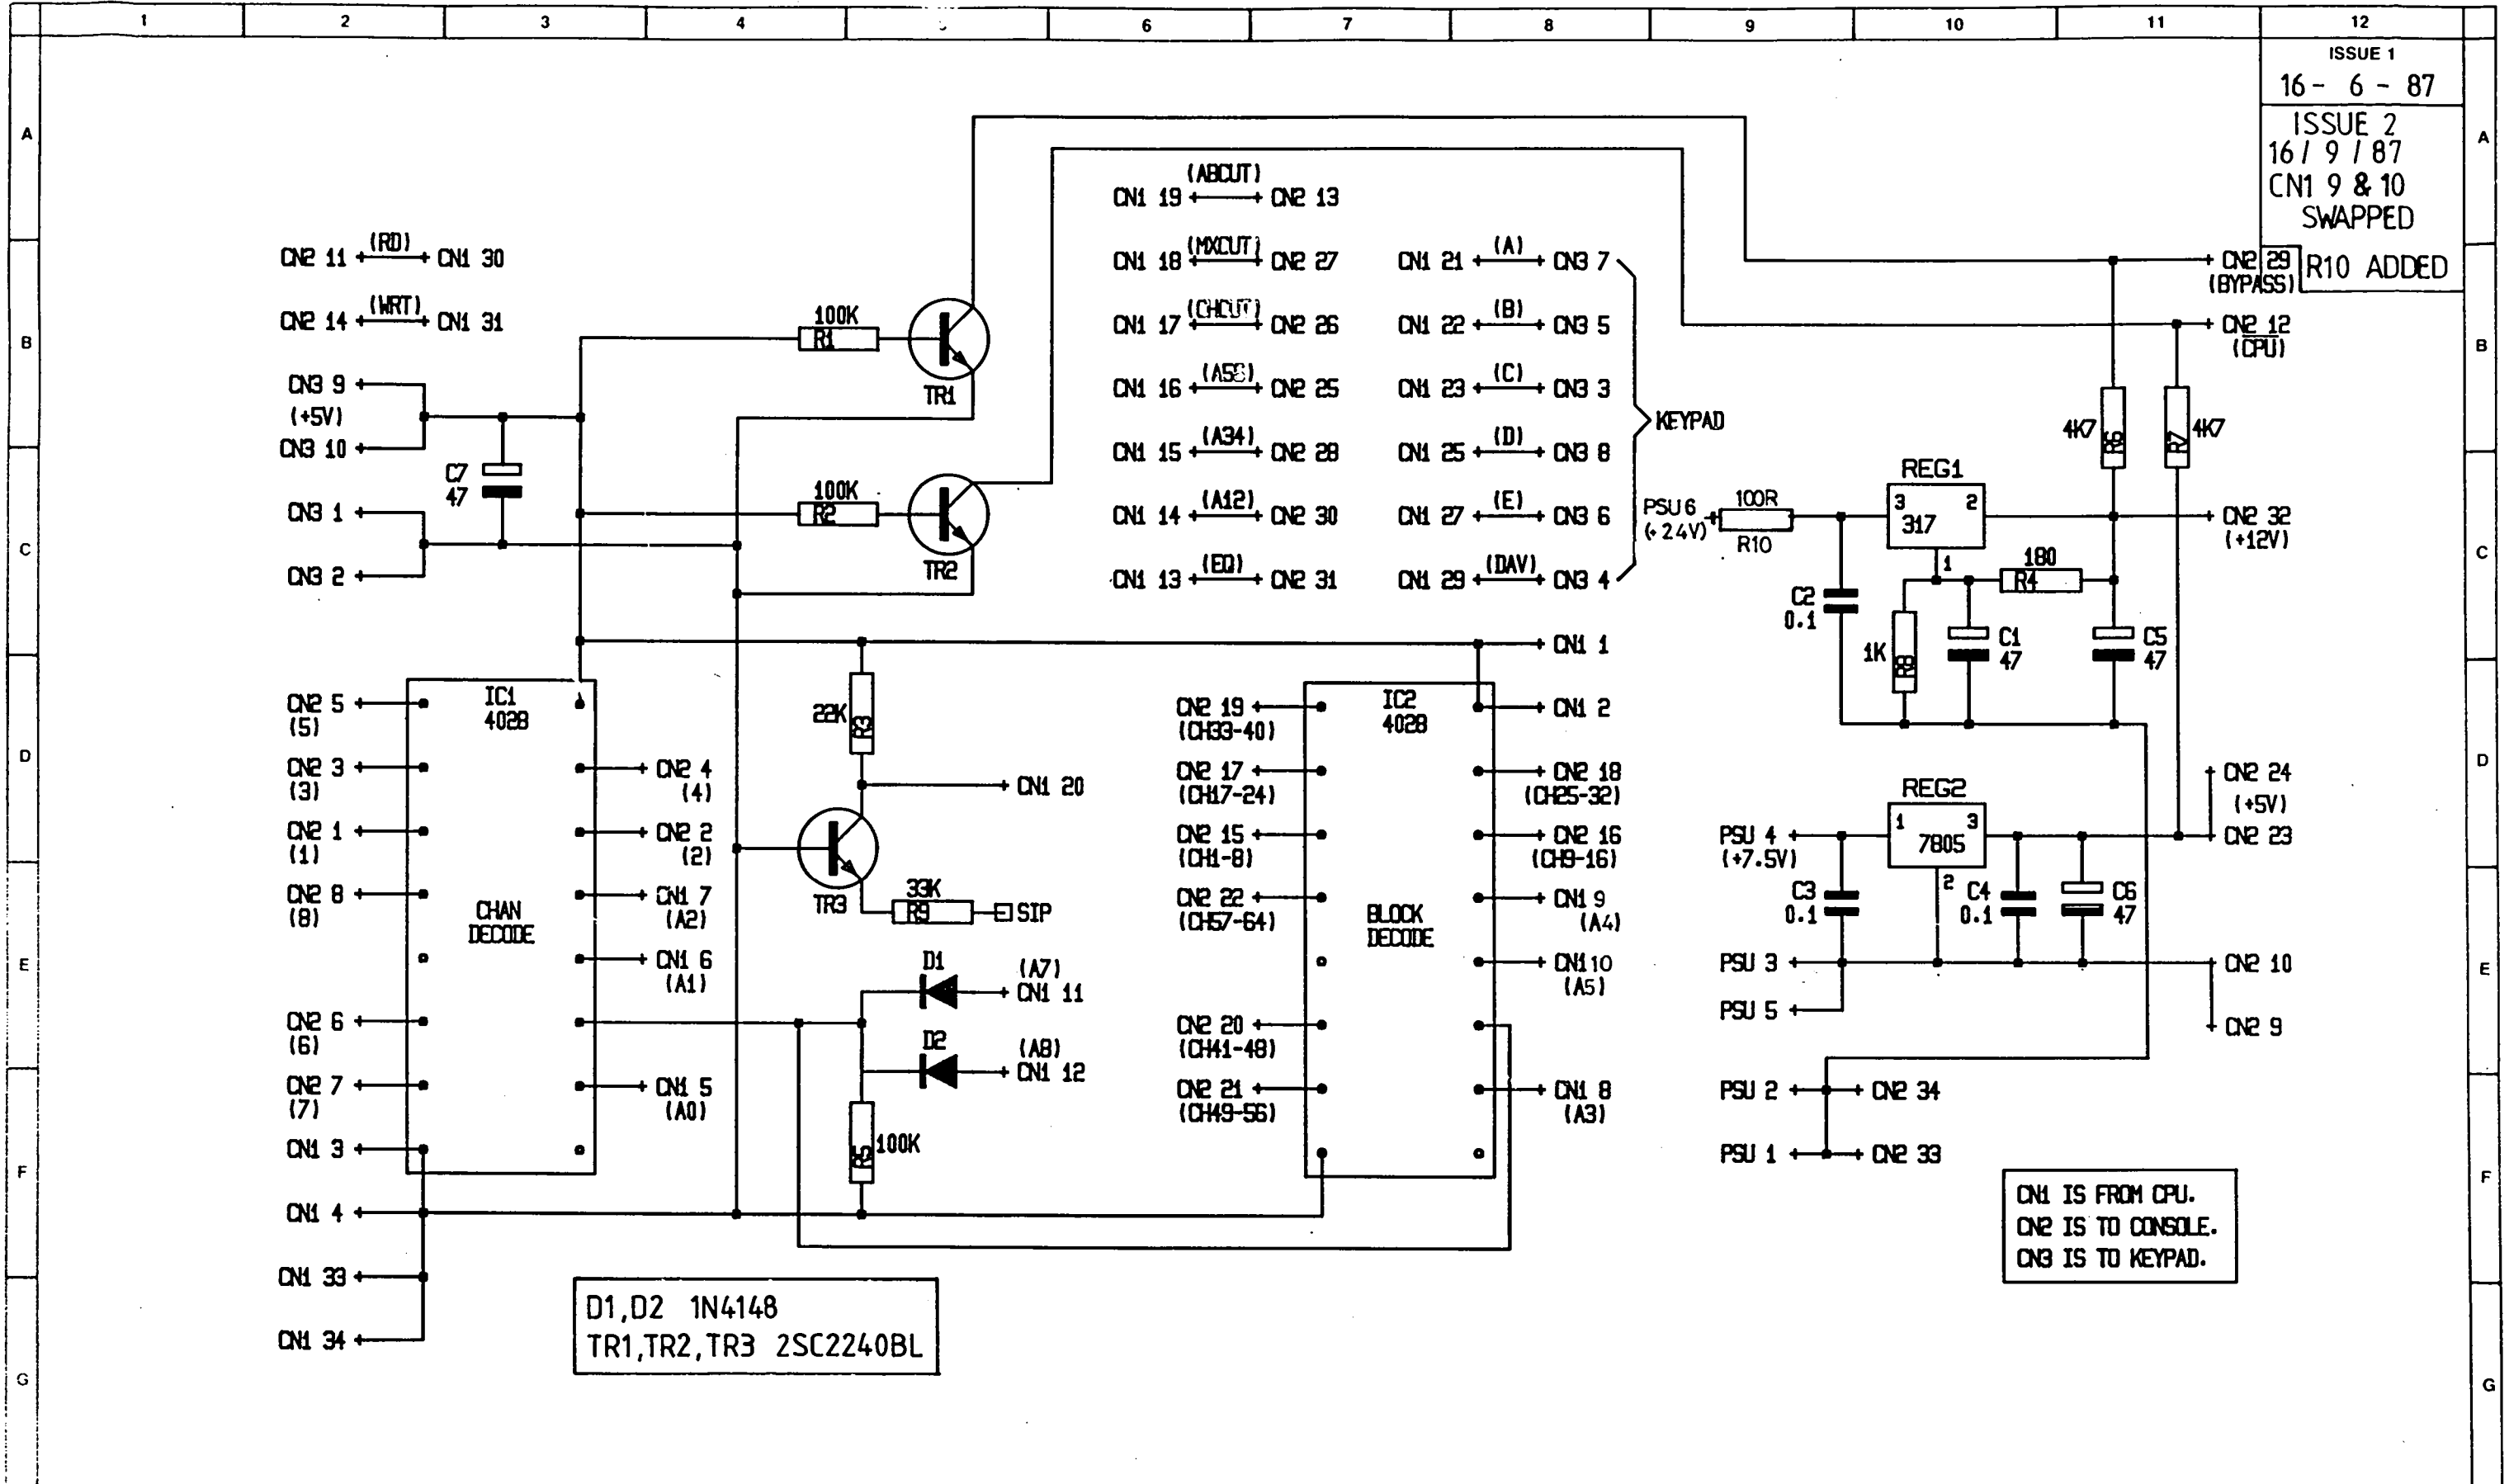 1 2 3 4 6 7 8 9 10 11 12
A
B
C
D
E
F
G
A
B
C
D
E
F
G
ISSUE 1
16 - 6 - 87
ISSUE 2
16 / 9 / 87
CN1 9 & 10
SWAPPED
R10 ADDED
CN2 11 (RD) CN1 30
CN2 14 (WRT) CN1 31
CN3 9
(+5V)
CN3 10
C7
47
CN3 1
CN3 2
100K
R1
TR1
100K
R2
TR2
(ABCUT)
CN1 19 CN2 13
(MXCUT)
CN1 18 CN2 27
(CHCUT)
CN1 17 CN2 26
CN1 16 CN2 25
(A34)
CN1 15 CN2 28
(A12)
CN1 14 CN2 30
(EQ)
CN1 13 CN2 31
(A)
CN1 21 CN3 7
(B)
CN1 22 CN3 5
(C)
CN1 23 CN3 3
(D)
CN1 25 CN3 8
(E)
CN1 27 CN3 6
(DAV)
CN1 29 CN3 4
KEYPAD
CN2 29
(BYPASS)
CN2 12
(CPU)
4K7 R6
R7 4K7
PSU 6
(+24V)
100R
R10
REG1
3 2
317
1
CN2 32
(+12V)
180
R4
C2
0.1
1K R8
C1
47
C5
47
CN1 1
CN1 2
IC1
4028
CHAN
DECODE
CN2 5
(5)
CN2 3
(3)
CN2 1
(1)
CN2 8
(8)
CN2 6
(6)
CN2 7
(7)
CN1 3
CN1 4
CN1 33
CN1 34
CN2 4
(4)
CN2 2
(2)
CN1 7
(A2)
CN1 6
(A1)
CN1 5
(A0)
22K R3
CN1 20
TR3
33K
R9 SIP
D1
(A7)
CN1 11
D2
(A8)
CN1 12
R5 100K
IC2
4028
BLOCK
DECODE
CN2 19
(CH33-40)
CN2 17
(CH17-24)
CN2 15
(CH1-8)
CN2 22
(CH57-64)
CN2 20
(CH41-48)
CN2 21
(CH49-56)
CN2 18
(CH25-32)
CN2 16
(CH9-16)
CN1 9
(A4)
CN1 10
(A5)
CN1 8
(A3)
REG2
1 3
7805
2
PSU 4
(+7.5V)
CN2 24
(+5V)
CN2 23
C3
0.1
C4
0.1
C6
47
PSU 3
PSU 5
CN2 10
CN2 9
PSU 2 CN2 34
PSU 1 CN2 33
CN1 IS FROM CPU.
CN2 IS TO CONSOLE.
CN3 IS TO KEYPAD.
D1,D2 1N4148
TR1,TR2,TR3 2SC2240BL